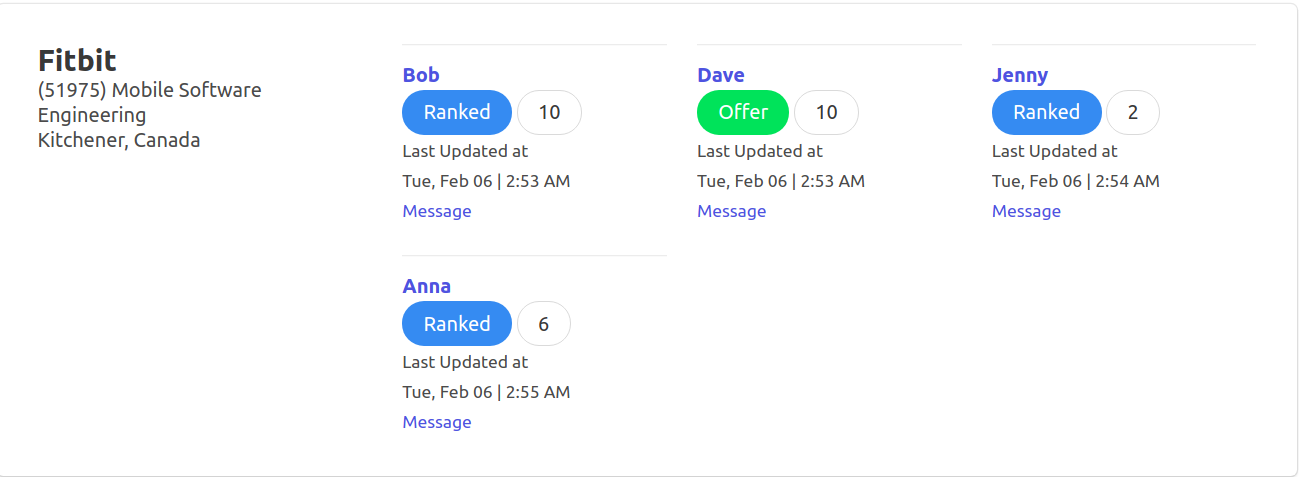 Fitbit
(51975) Mobile Software
Engineering
Kitchener, Canada
Bob
Ranked 10
Last Updated at
Tue, Feb 06 | 2:53 AM
Message
Dave
Offer 10
Last Updated at
Tue, Feb 06 | 2:53 AM
Message
Jenny
Ranked 2
Last Updated at
Tue, Feb 06 | 2:54 AM
Message
Anna
Ranked 6
Last Updated at
Tue, Feb 06 | 2:55 AM
Message